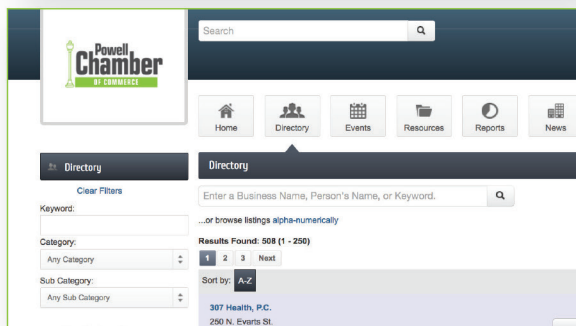 Search
Powell
Chamber
OF COMMERCE
Home
Directory
Events
Resources
Reports
News
Directory
Clear Filters
Keyword:
Category:
Any Category
Sub Category:
Any Sub Category
Directory
Enter a Business Name, Person's Name, or Keyword.
...or browse listings alpha-numerically
Results Found: 508 (1 - 250)
1 2 3 Next
Sort by: A-Z
307 Health, P.C.
250 N. Evarts St.